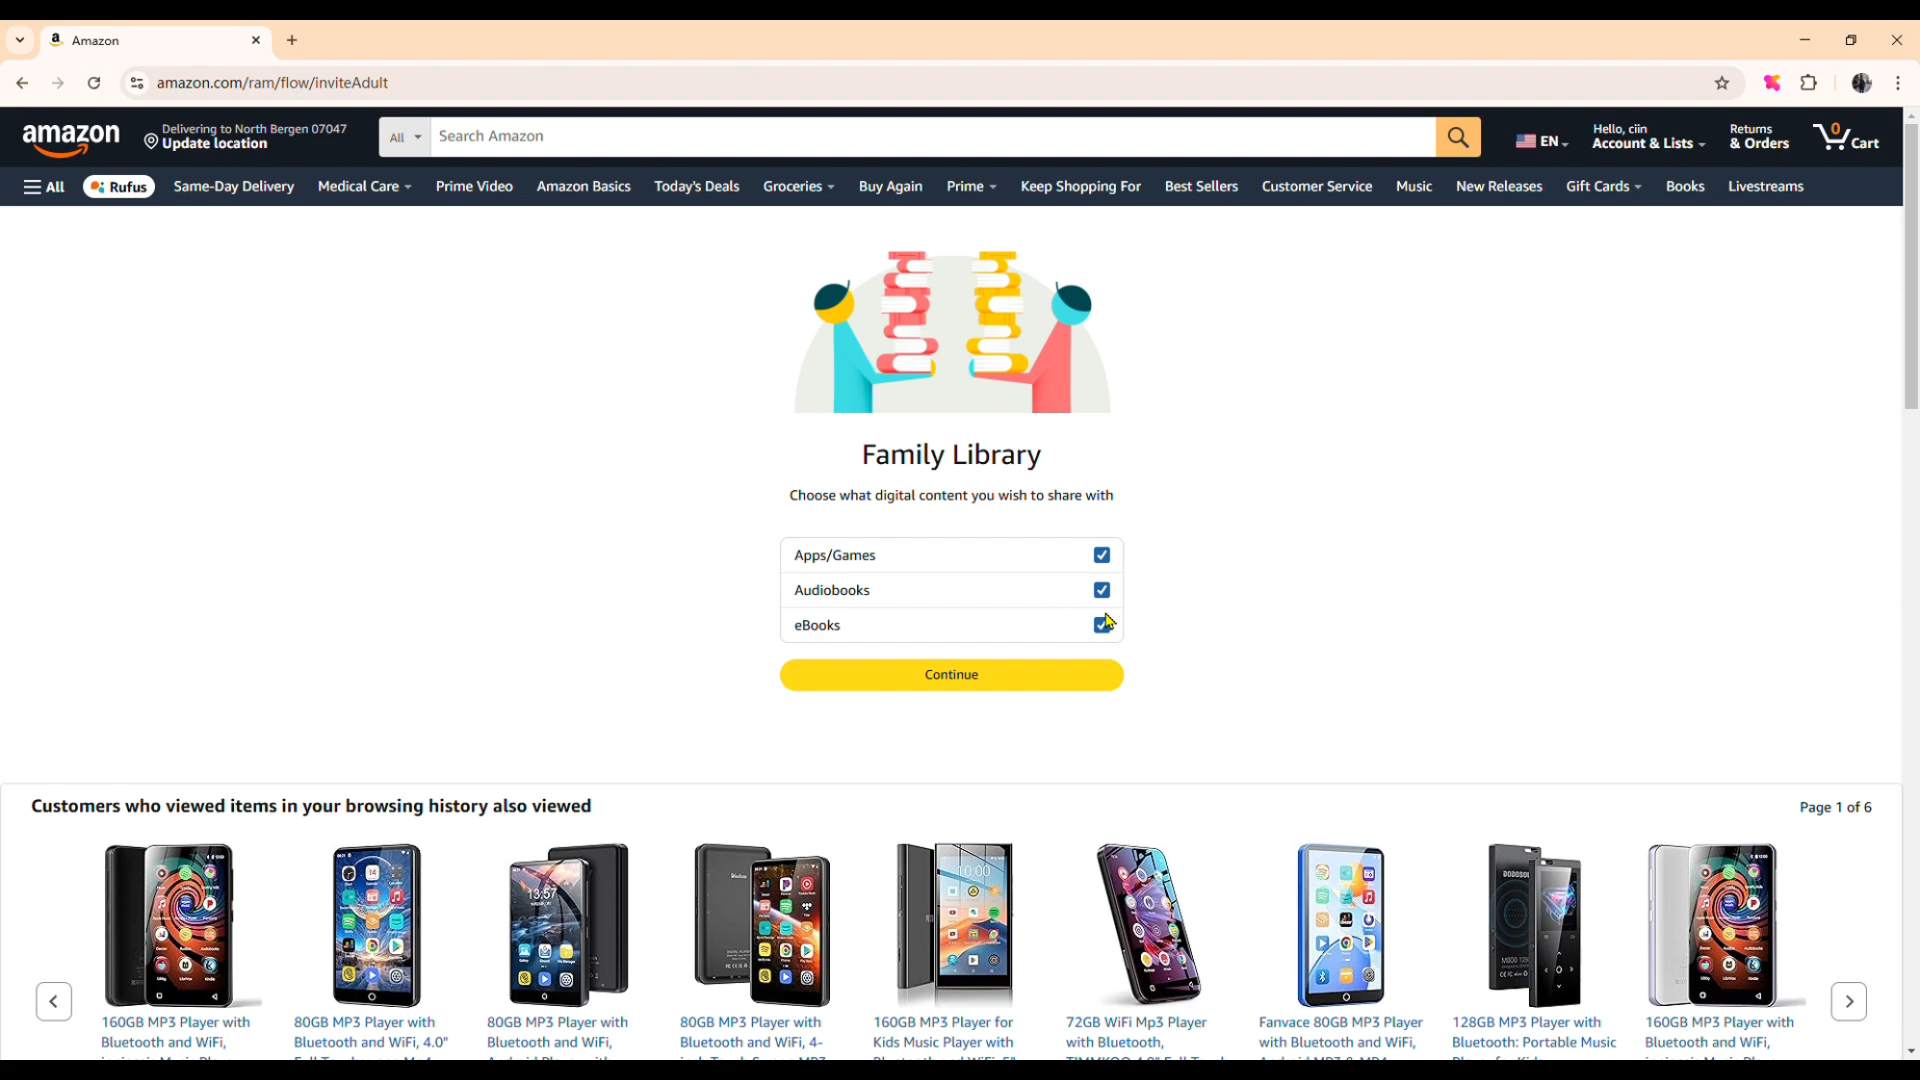 Amazon
amazon.com/ram/flow/inviteAdult
amazon
Delivering to North Bergen 07047
Update location
All
Search Amazon
EN
Hello, ciin
Account & Lists
Returns
& Orders
0
Cart
All
Rufus
Same-Day Delivery
Medical Care
Prime Video
Amazon Basics
Today's Deals
Groceries
Buy Again
Prime
Keep Shopping For
Best Sellers
Customer Service
Music
New Releases
Gift Cards
Books
Livestreams
Family Library
Choose what digital content you wish to share with
Apps/Games
Audiobooks
eBooks
Continue
Customers who viewed items in your browsing history also viewed
Page 1 of 6
160GB MP3 Player with
Bluetooth and WiFi,
80GB MP3 Player with
Bluetooth and WiFi, 4.0"
80GB MP3 Player with
Bluetooth and WiFi,
80GB MP3 Player with
Bluetooth and WiFi, 4-
160GB MP3 Player for
Kids Music Player with
72GB WiFi Mp3 Player
with Bluetooth,
Fanvace 80GB MP3 Player
with Bluetooth and WiFi,
128GB MP3 Player with
Bluetooth: Portable Music
160GB MP3 Player with
Bluetooth and WiFi,